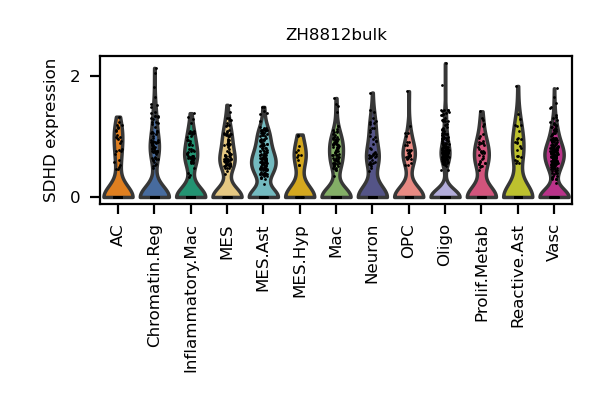 ZH8812bulk
SDHD expression
2
0
AC
Chromatin.Reg
Inflammatory.Mac
MES
MES.Ast
MES.Hyp
Mac
Neuron
OPC
Oligo
Prolif.Metab
Reactive.Ast
Vasc